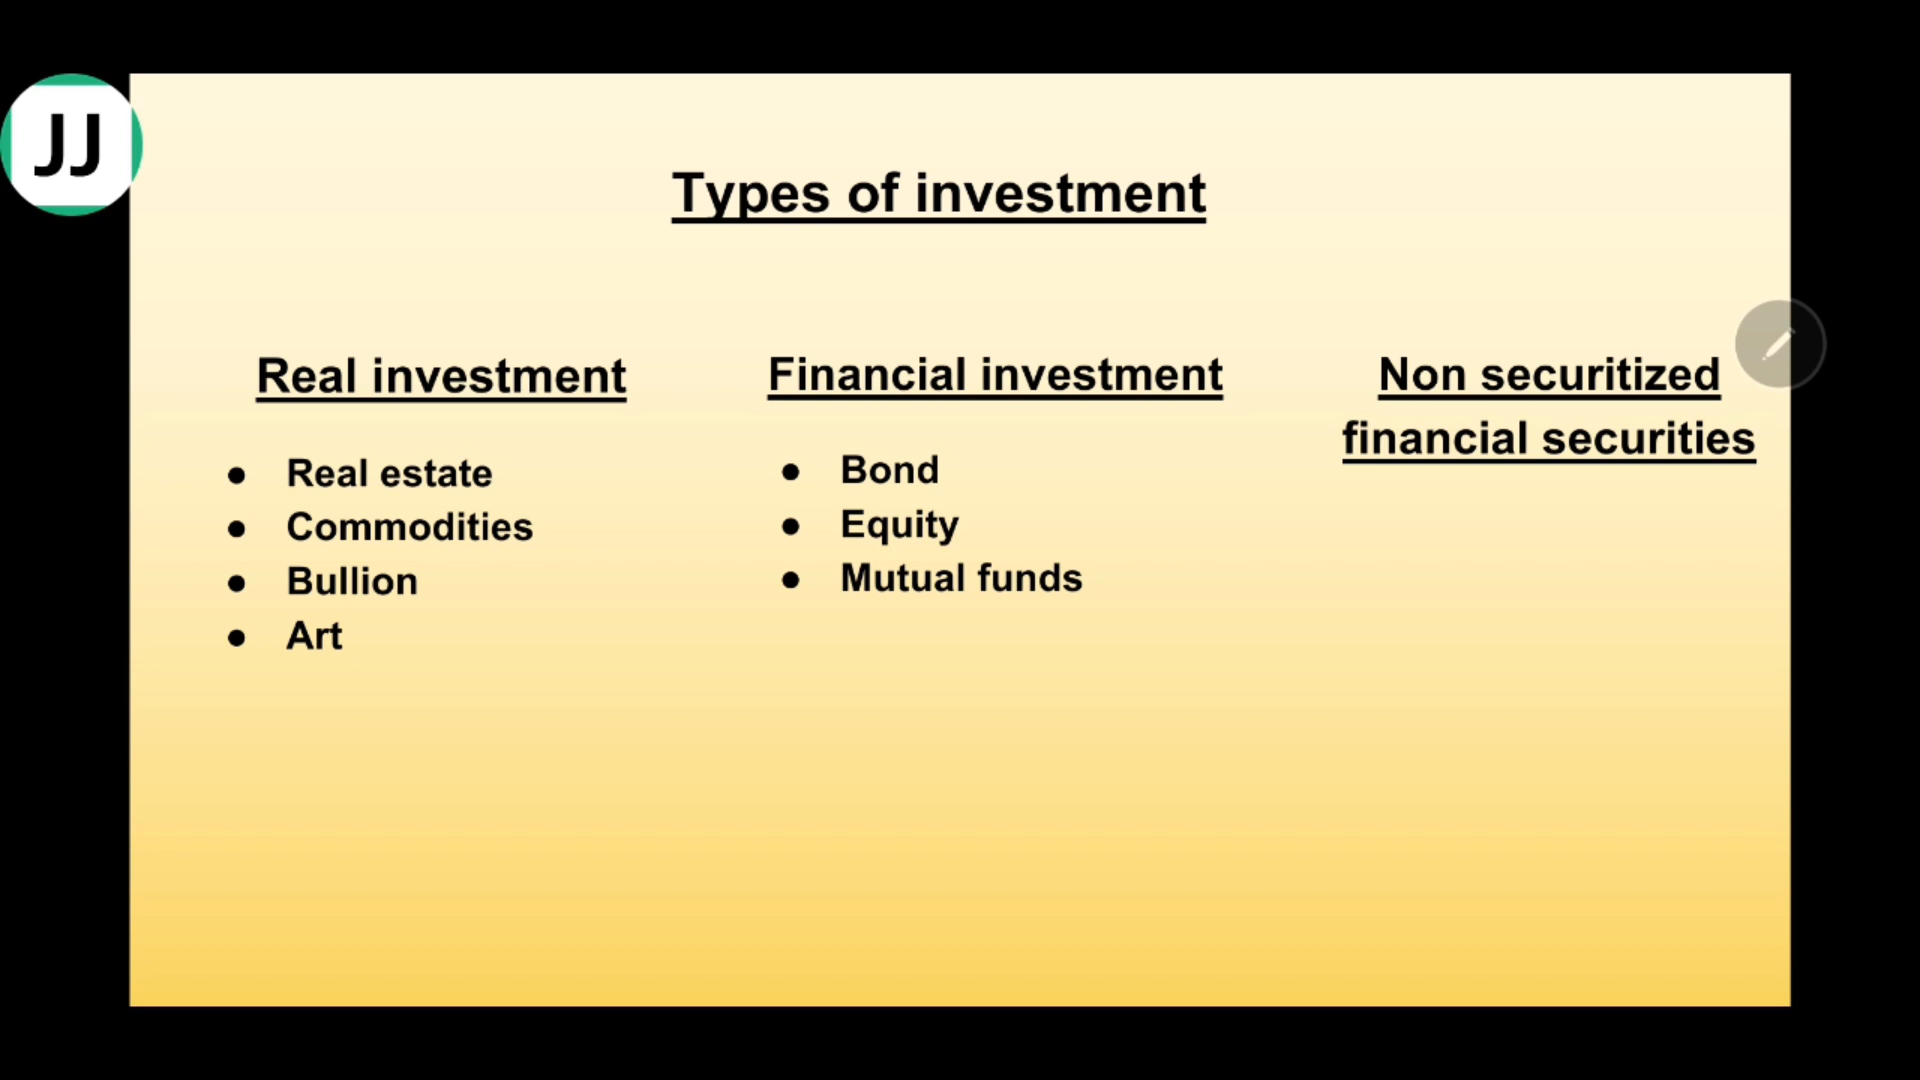 JJ
Types of investment
Real investment
● Real estate
● Commodities
● Bullion
● Art
Financial investment
● Bond
● Equity
● Mutual funds
Non securitized
financial securities